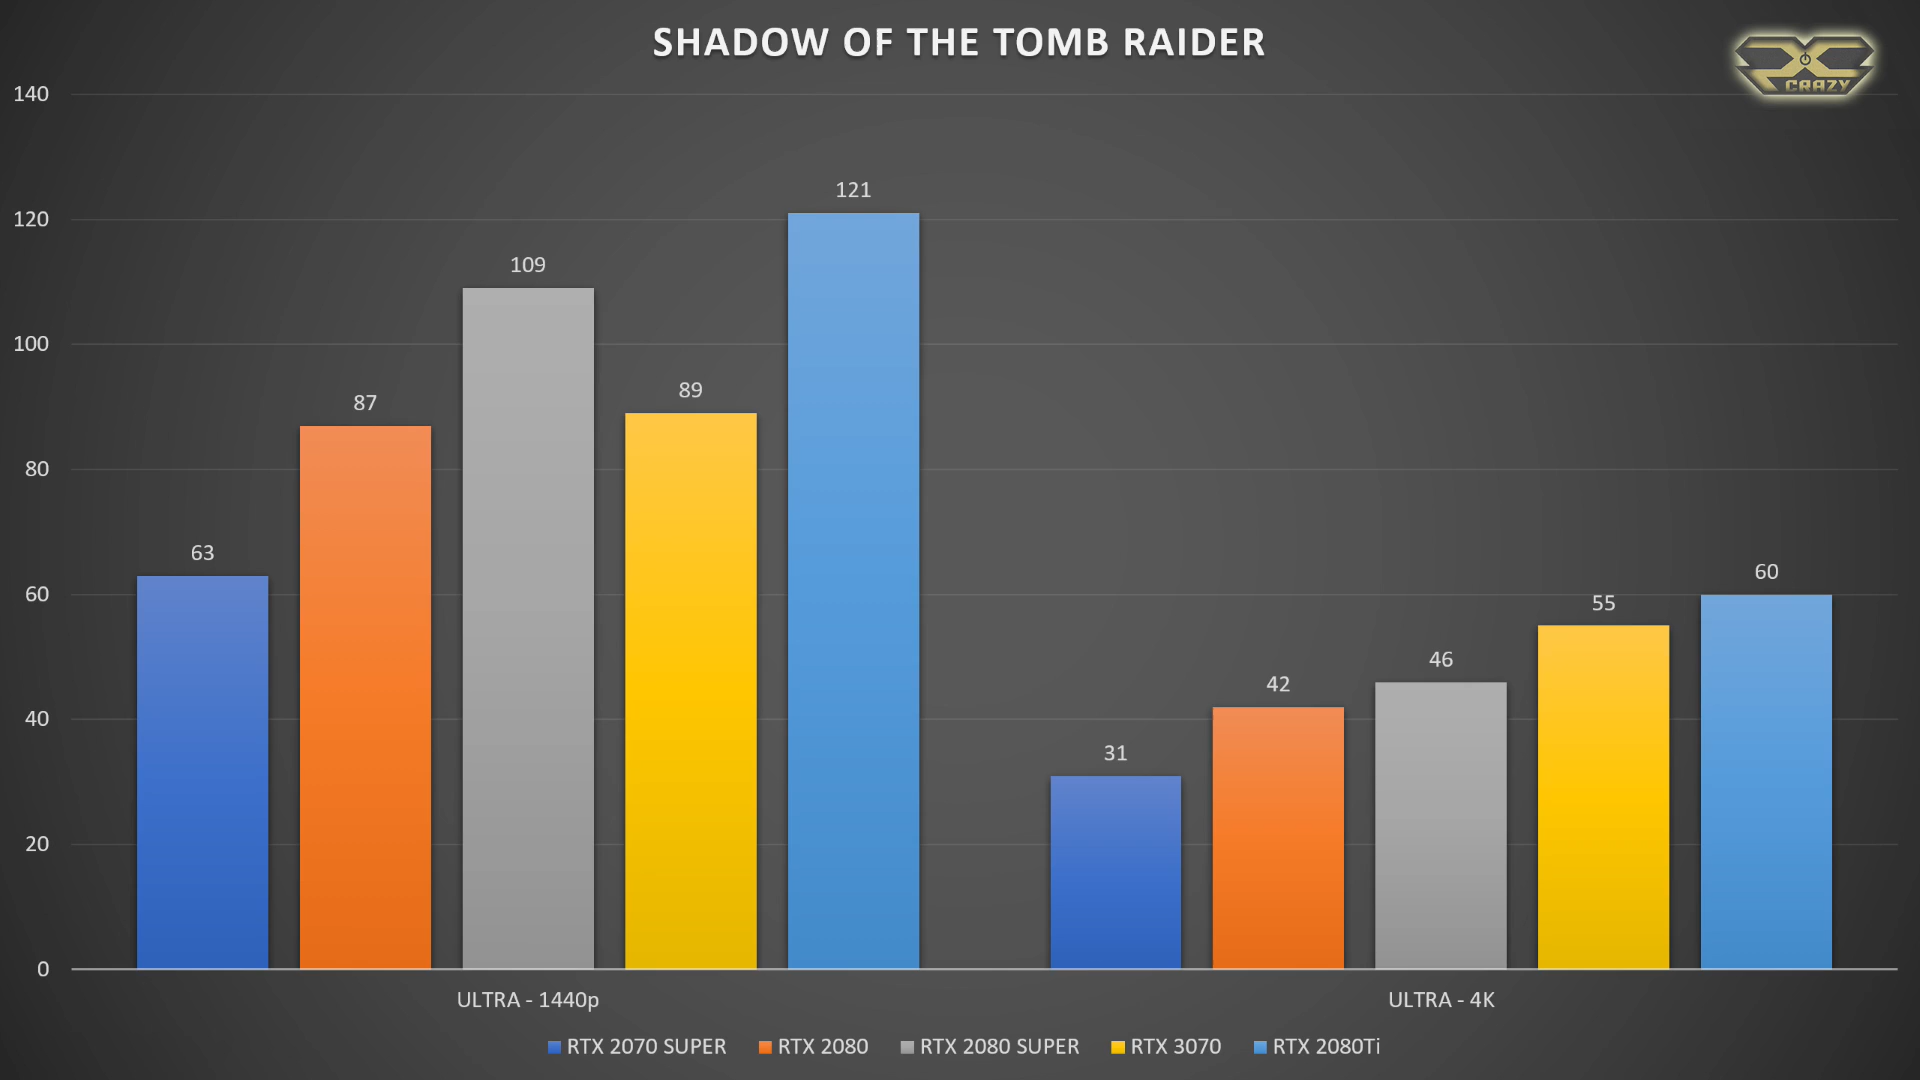 SHADOW OF THE TOMB RAIDER
CRAZY
140
120
100
80
60
40
20
0
63
87
109
89
121
31
42
46
55
60
ULTRA - 1440p
ULTRA - 4K
RTX 2070 SUPER
RTX 2080
RTX 2080 SUPER
RTX 3070
RTX 2080Ti